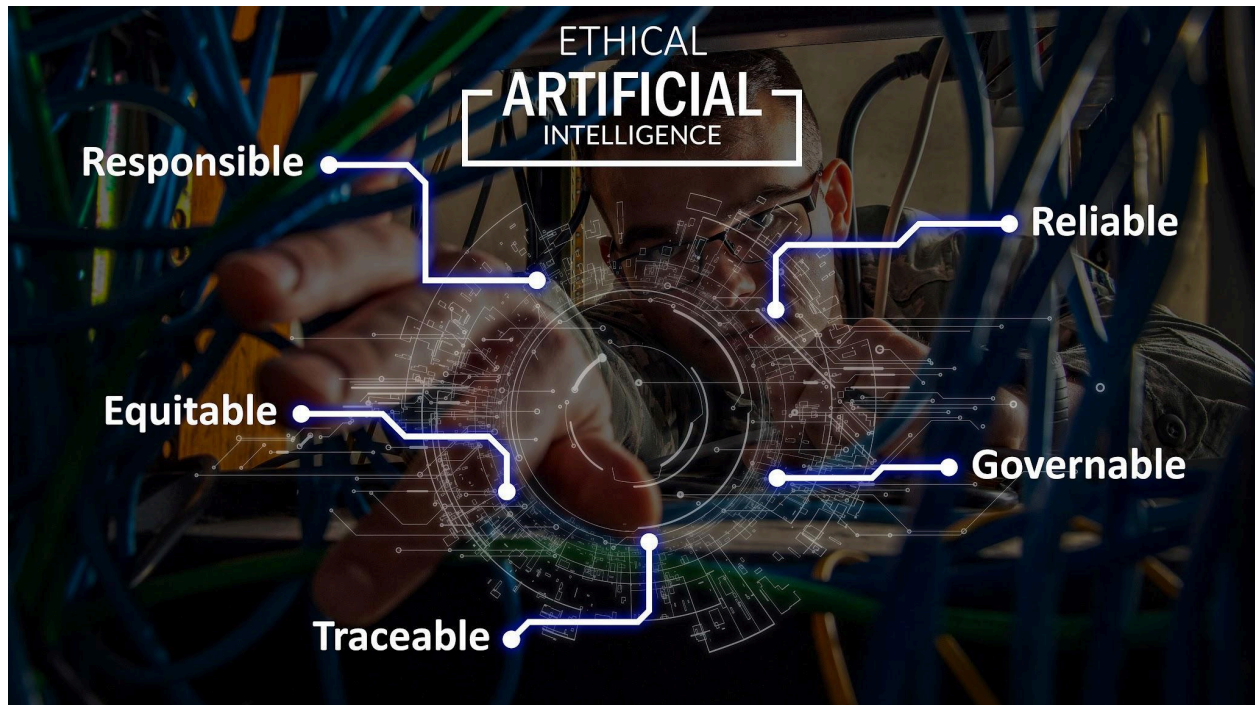 ETHICAL
ARTIFICIAL
INTELLIGENCE
Responsible
Reliable
Equitable
Governable
Traceable